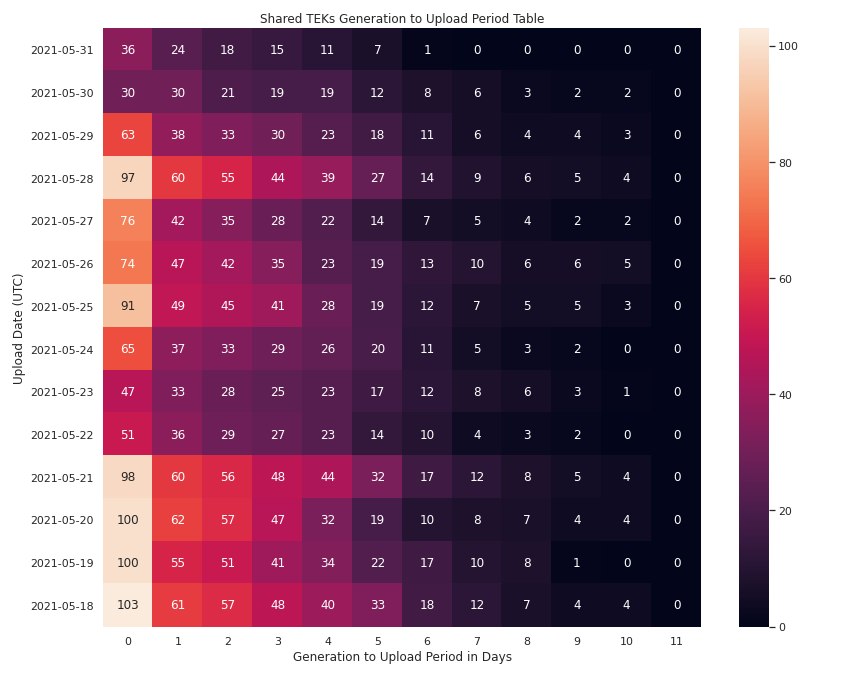 Shared TEKs Generation to Upload Period Table
2021-05-31 36 24 18 15 11 7 1 0 0 0 0 0
2021-05-30 30 30 21 19 19 12 8 6 3 2 2 0
2021-05-29 63 38 33 30 23 18 11 6 4 4 3 0
2021-05-28 97 60 55 44 39 27 14 9 6 5 4 0
2021-05-27 76 42 35 28 22 14 7 5 4 2 2 0
2021-05-26 74 47 42 35 23 19 13 10 6 6 5 0
2021-05-25 91 49 45 41 28 19 12 7 5 5 3 0
2021-05-24 65 37 33 29 26 20 11 5 3 2 0 0
2021-05-23 47 33 28 25 23 17 12 8 6 3 1 0
2021-05-22 51 36 29 27 23 14 10 4 3 2 0 0
2021-05-21 98 60 56 48 44 32 17 12 8 5 4 0
2021-05-20 100 62 57 47 32 19 10 8 7 4 4 0
2021-05-19 100 55 51 41 34 22 17 10 8 1 0 0
2021-05-18 103 61 57 48 40 33 18 12 7 4 4 0
0 1 2 3 4 5 6 7 8 9 10 11
Generation to Upload Period in Days
Upload Date (UTC)
100
80
60
40
20
0